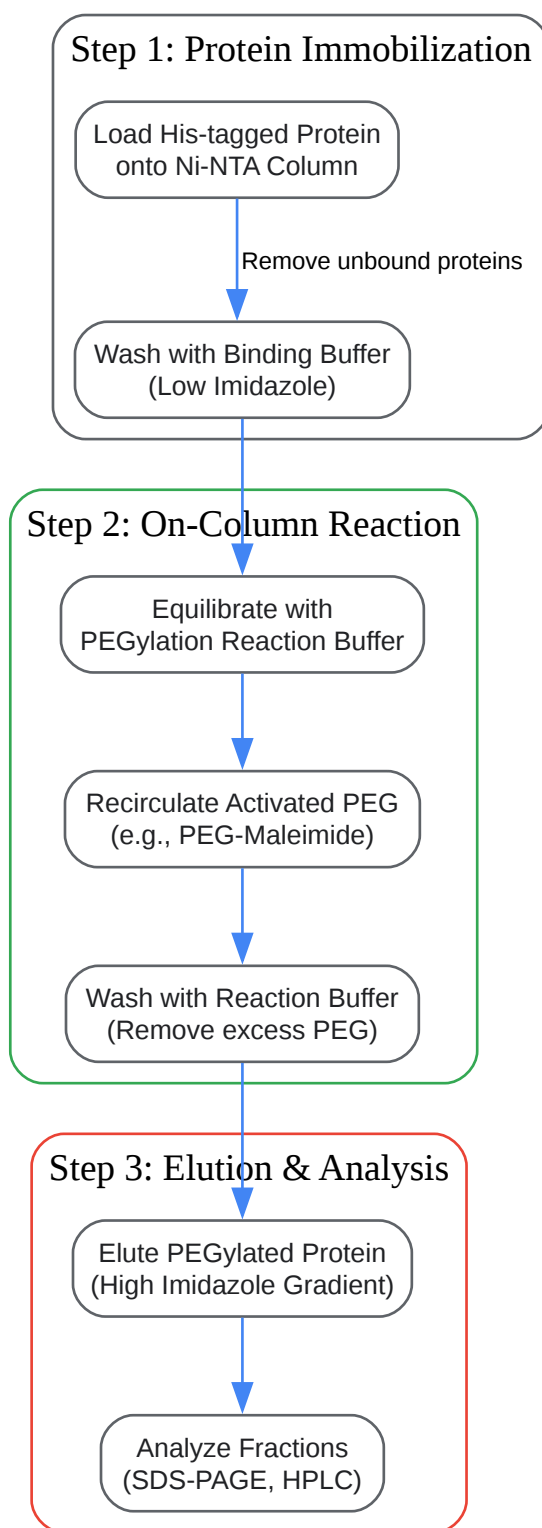 Step 1: Protein Immobilization
Load His-tagged Protein
onto Ni-NTA Column
Remove unbound proteins
Wash with Binding Buffer
(Low Imidazole)
Step 2: On-Column Reaction
Equilibrate with
PEGylation Reaction Buffer
Recirculate Activated PEG
(e.g., PEG-Maleimide)
Wash with Reaction Buffer
(Remove excess PEG)
Step 3: Elution & Analysis
Elute PEGylated Protein
(High Imidazole Gradient)
Analyze Fractions
(SDS-PAGE, HPLC)